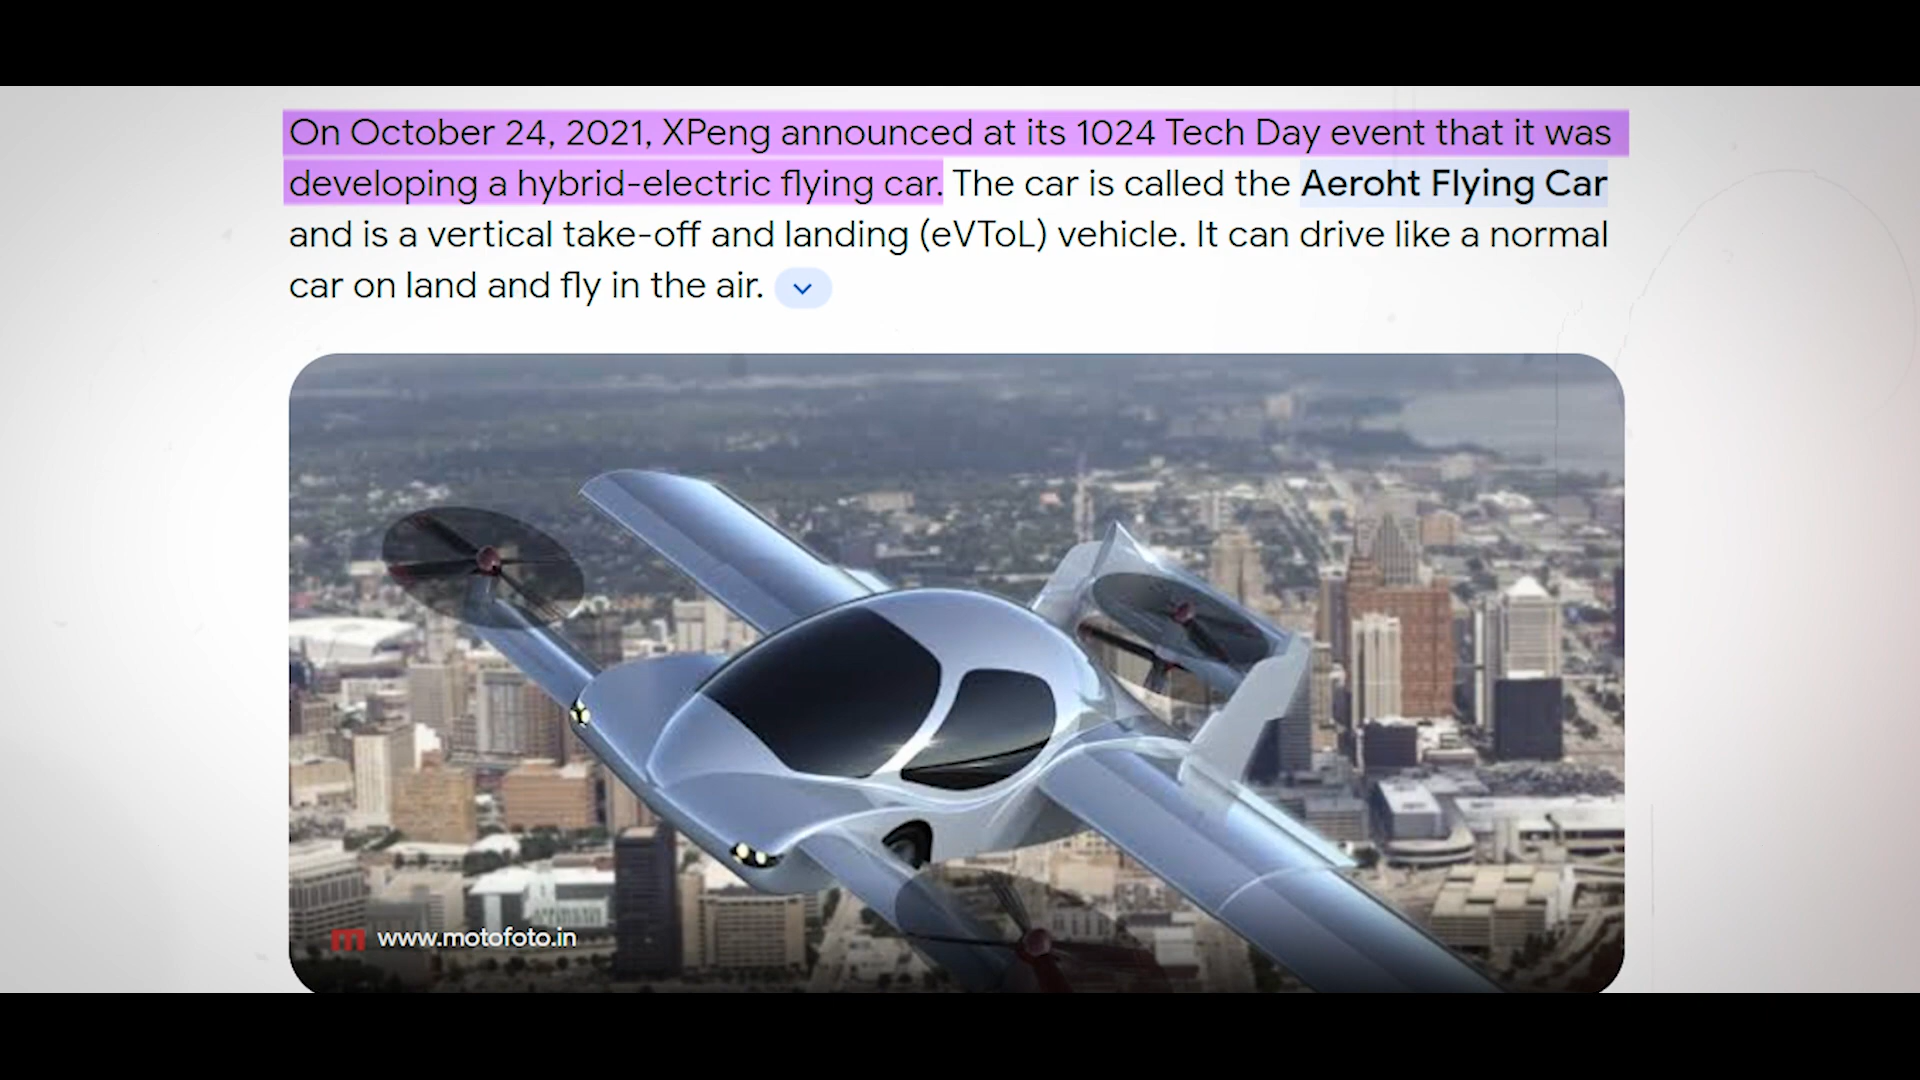 On October 24, 2021, XPeng announced at its 1024 Tech Day event that it was
developing a hybrid-electric flying car. The car is called the Aeroht Flying Car
and is a vertical take-off and landing (eVToL) vehicle. It can drive like a normal
car on land and fly in the air.
m www.motofoto.in